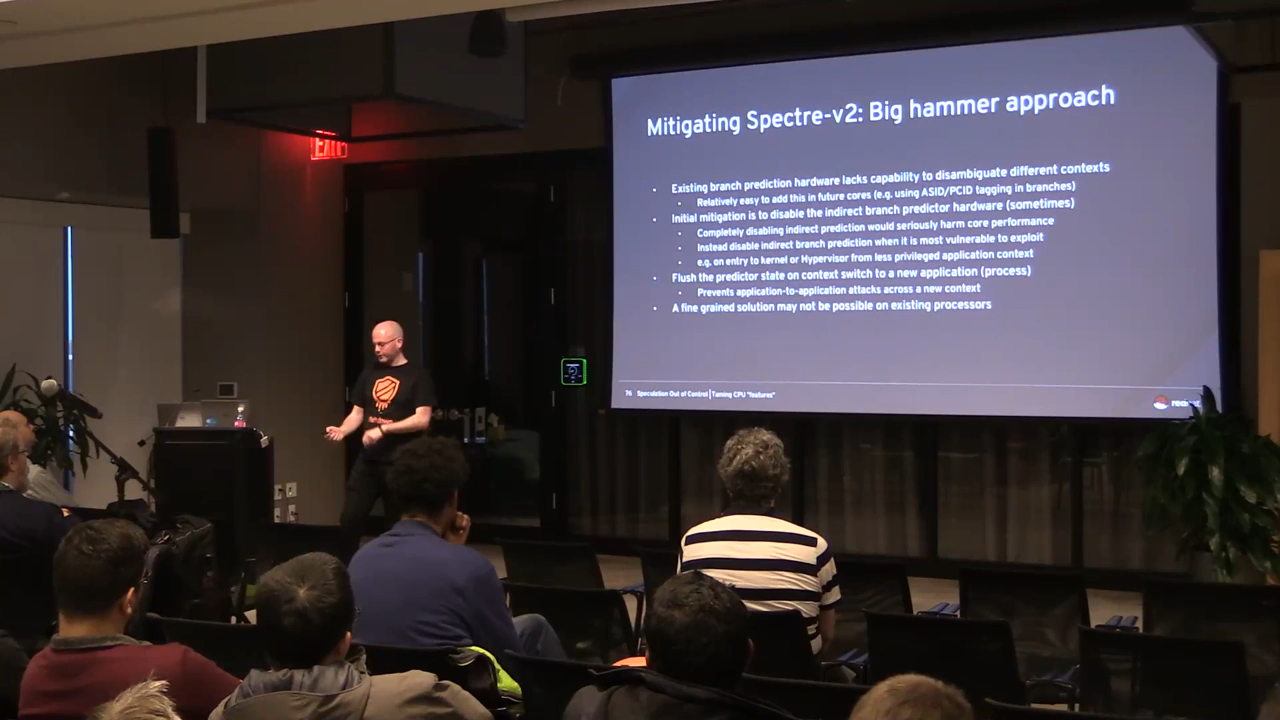 EXIT
Mitigating Spectre-v2: Big hammer approach
Existing branch prediction hardware lacks capability to disambiguate different contexts
Relatively easy to add this in future cores (e.g. using ASID/PCID tagging in branches)
Initial mitigation is to disable the indirect branch predictor hardware (sometimes)
Completely disabling indirect prediction would seriously harm core performance
Instead disable indirect branch prediction when it is most vulnerable to exploit
e.g. on entry to kernel or Hypervisor from less privileged application context
Flush the predictor state on context switch to a new application (process)
Prevents application-to-application attacks across a new context
A fine grained solution may not be possible on existing processors
76 Speculation Out of Control | Taming CPU "features"